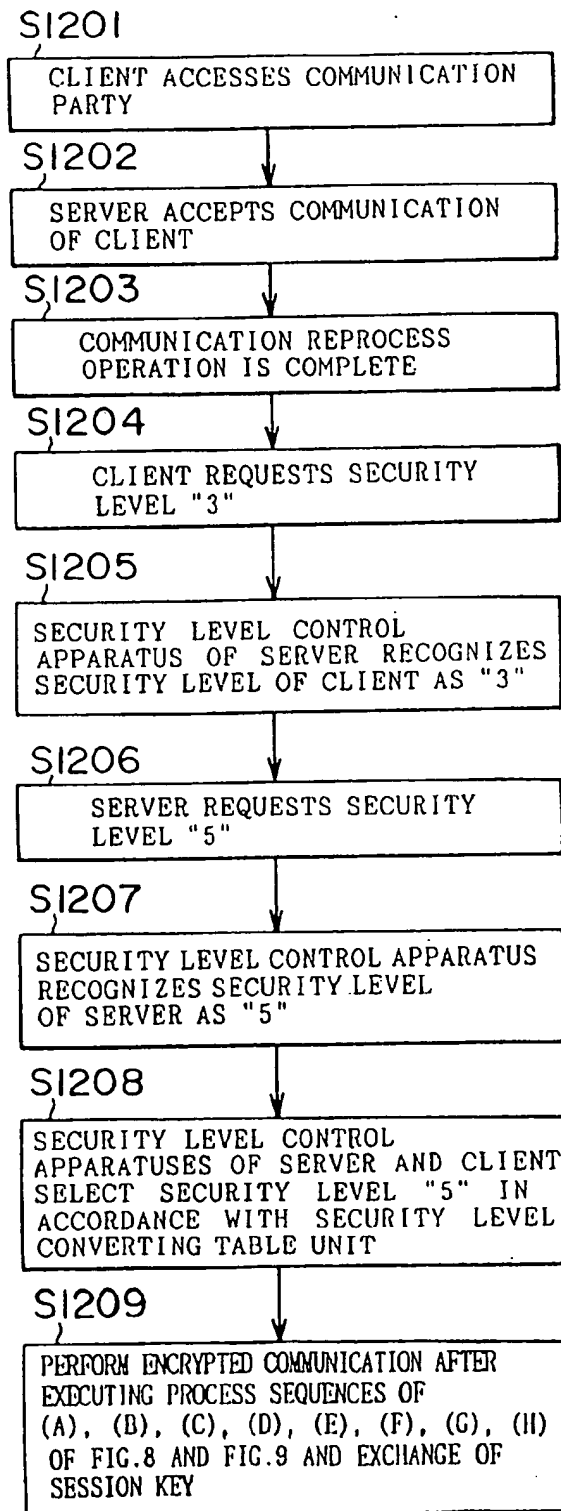 S1201
CLIENT ACCESSES COMMUNICATION
PARTY
S1202
SERVER ACCEPTS COMMUNICATION
OF CLIENT
S1203
COMMUNICATION REPROCESS
OPERATION IS COMPLETE
S1204
CLIENT REQUESTS SECURITY
LEVEL "3"
S1205
SECURITY LEVEL CONTROL
APPARATUS OF SERVER RECOGNIZES
SECURITY LEVEL OF CLIENT AS "3"
S1206
SERVER REQUESTS SECURITY
LEVEL "5"
S1207
SECURITY LEVEL CONTROL APPARATUS
RECOGNIZES SECURITY LEVEL
OF SERVER AS "5"
S1208
SECURITY LEVEL CONTROL
APPARATUSES OF SERVER AND CLIENT
SELECT SECURITY LEVEL "5" IN
ACCORDANCE WITH SECURITY LEVEL
CONVERTING TABLE UNIT
S1209
PERFORM ENCRYPTED COMMUNICATION AFTER
EXECUTING PROCESS SEQUENCES OF
(A), (B), (C), (D), (E), (F), (G), (H)
OF FIG.8 AND FIG.9 AND EXCHANGE OF
SESSION KEY